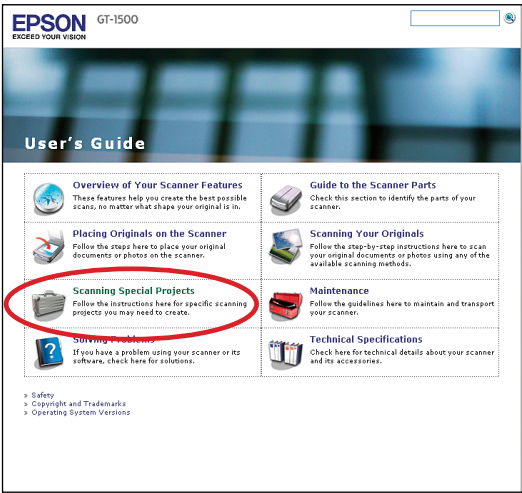 EPSON
EXCEED YOUR VISION
GT-1500
User's Guide
Overview of Your Scanner Features
These features help you create the best possible
scans, no matter what shape your original is in.
Guide to the Scanner Parts
Check this section to identify the parts of your
scanner.
Placing Originals on the Scanner
Follow the steps here to place your original
documents or photos on the scanner.
Scanning Your Originals
Follow the step-by-step instructions here to scan
your original documents or photos using any of the
available scanning methods.
Scanning Special Projects
Follow the instructions here for specific scanning
projects you may need to create.
Maintenance
Follow the guidelines here to maintain and transport
your scanner.
Solving Problems
If you have a problem using your scanner or its
software, check here for solutions.
Technical Specifications
Check here for technical details about your scanner
and its accessories.
» Safety
» Copyright and Trademarks
» Operating System Versions